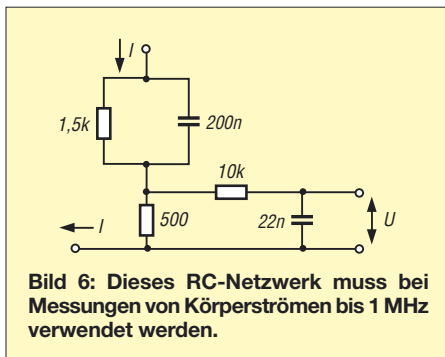 I
1,5k
200n
10k
500
22n
U
I
Bild 6: Dieses RC-Netzwerk muss bei
Messungen von Körperströmen bis 1 MHz
verwendet werden.